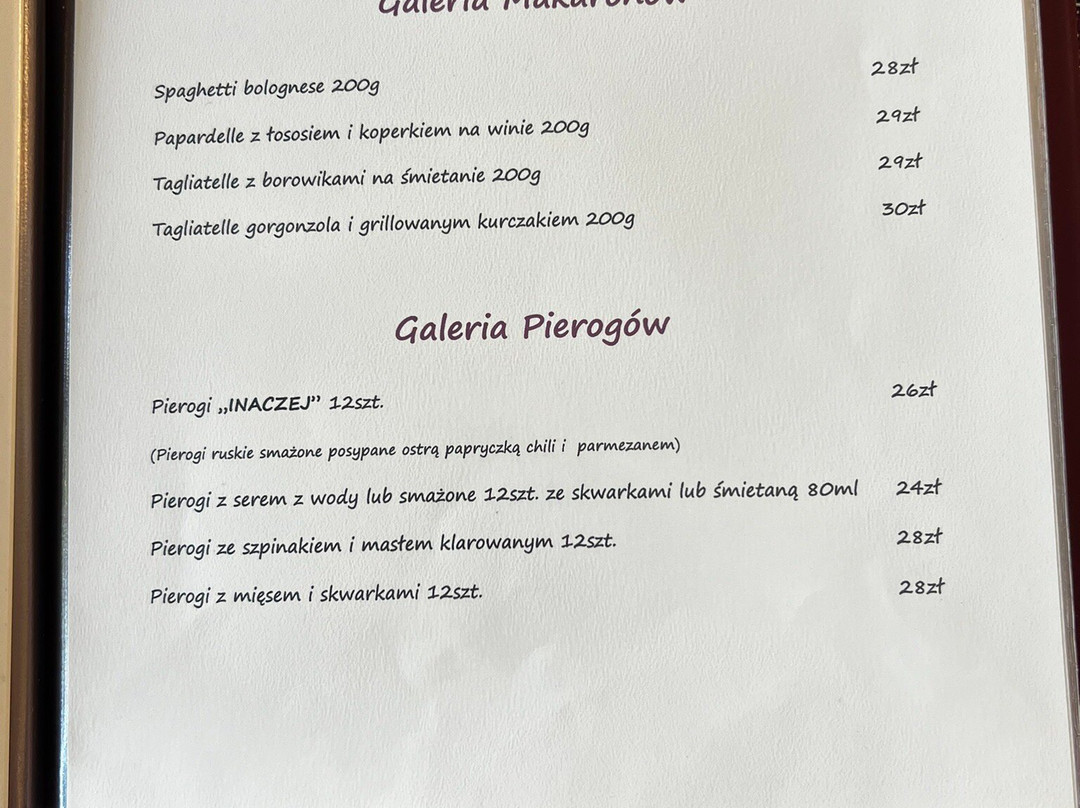 Galeria Makaronów
Spaghetti bolognese 200g 28zł
Papardelle z łososiem i koperkiem na winie 200g 29zł
Tagliatelle z borowikami na śmietanie 200g 29zł
Tagliatelle gorgonzola i grillowanym kurczakiem 200g 30zł
Galeria Pierogów
Pierogi „INACZEJ” 12szt. 26zł
(Pierogi ruskie smażone posypane ostrą papryczką chili i parmezanem)
Pierogi z serem z wody lub smażone 12szt. ze skwarkami lub śmietaną 80ml 24zł
Pierogi ze szpinakiem i masłem klarowanym 12szt. 28zł
Pierogi z mięsem i skwarkami 12szt. 28zł